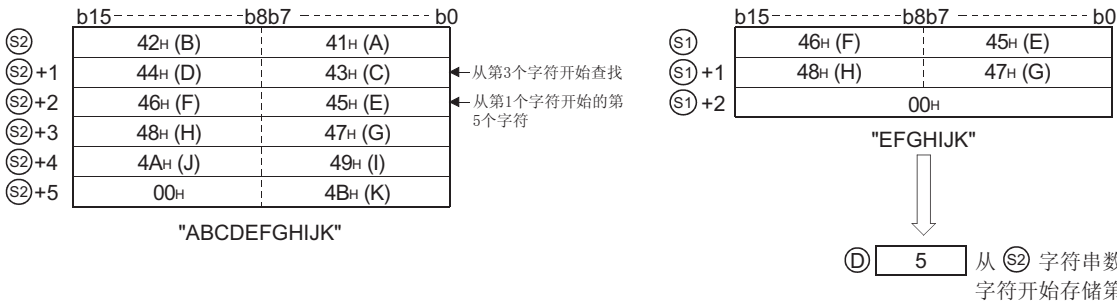 b15 b8b7 b0
S2 42H (B) 41H (A)
S2+1 44H (D) 43H (C) 从第3个字符开始查找
S2+2 46H (F) 45H (E) 从第1个字符开始的第
5个字符
S2+3 48H (H) 47H (G)
S2+4 4AH (J) 49H (I)
S2+5 00H 4BH (K)
"ABCDEFGHIJK"
b15 b8b7 b0
S1 46H (F) 45H (E)
S1+1 48H (H) 47H (G)
S1+2 00H
"EFGHIJK"
D 5 从 S2 字符串数
字符开始存储第